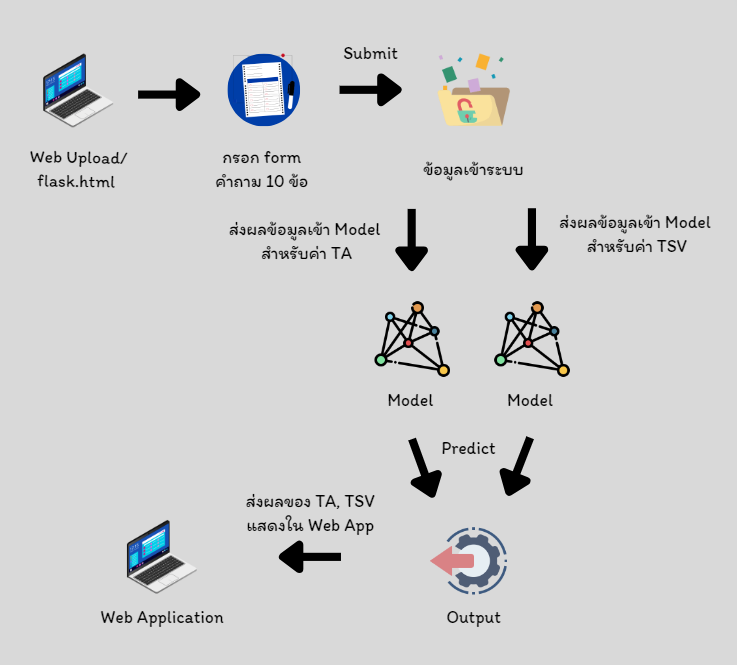 Submit
Web Upload/
flask.html
กรอก form
คำถาม 10 ข้อ
ข้อมูลเข้าระบบ
ส่งผลข้อมูลเข้า Model
สำหรับค่า TA
ส่งผลข้อมูลเข้า Model
สำหรับค่า TSV
Model
Model
Predict
ส่งผลของ TA, TSV
แสดงใน Web App
Web Application
Output